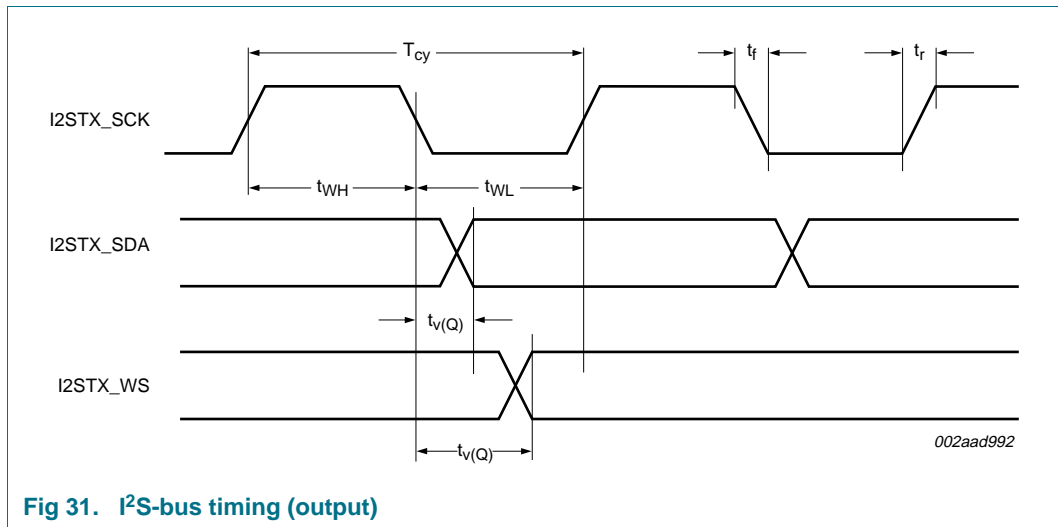 Tcy
tf
tr
I2STX_SCK
tWH
tWL
I2STX_SDA
tv(Q)
I2STX_WS
tv(Q)
002aad992
Fig 31. I2S-bus timing (output)